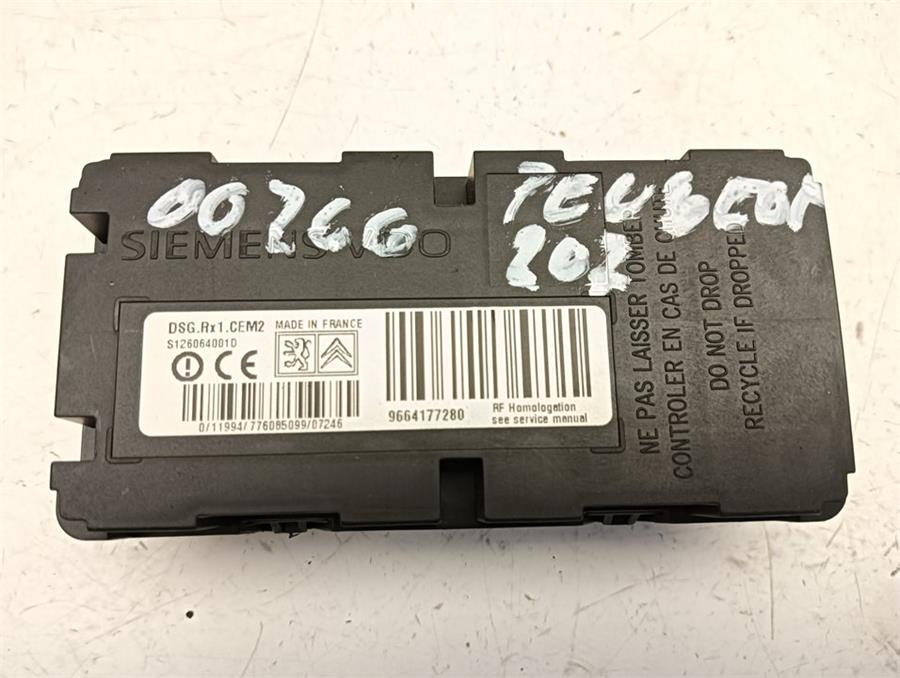 00266
PEUGEOT
207
SIEMENS VDO
DSG.Rx1.CEM2 MADE IN FRANCE
S126064001D
CE
0/11994/776085099/07246
9664177280
RF Homologation
see service manual
NE PAS LAISSER TOMBER
CONTROLER EN CAS DE CHUTE
DO NOT DROP
RECYCLE IF DROPPED